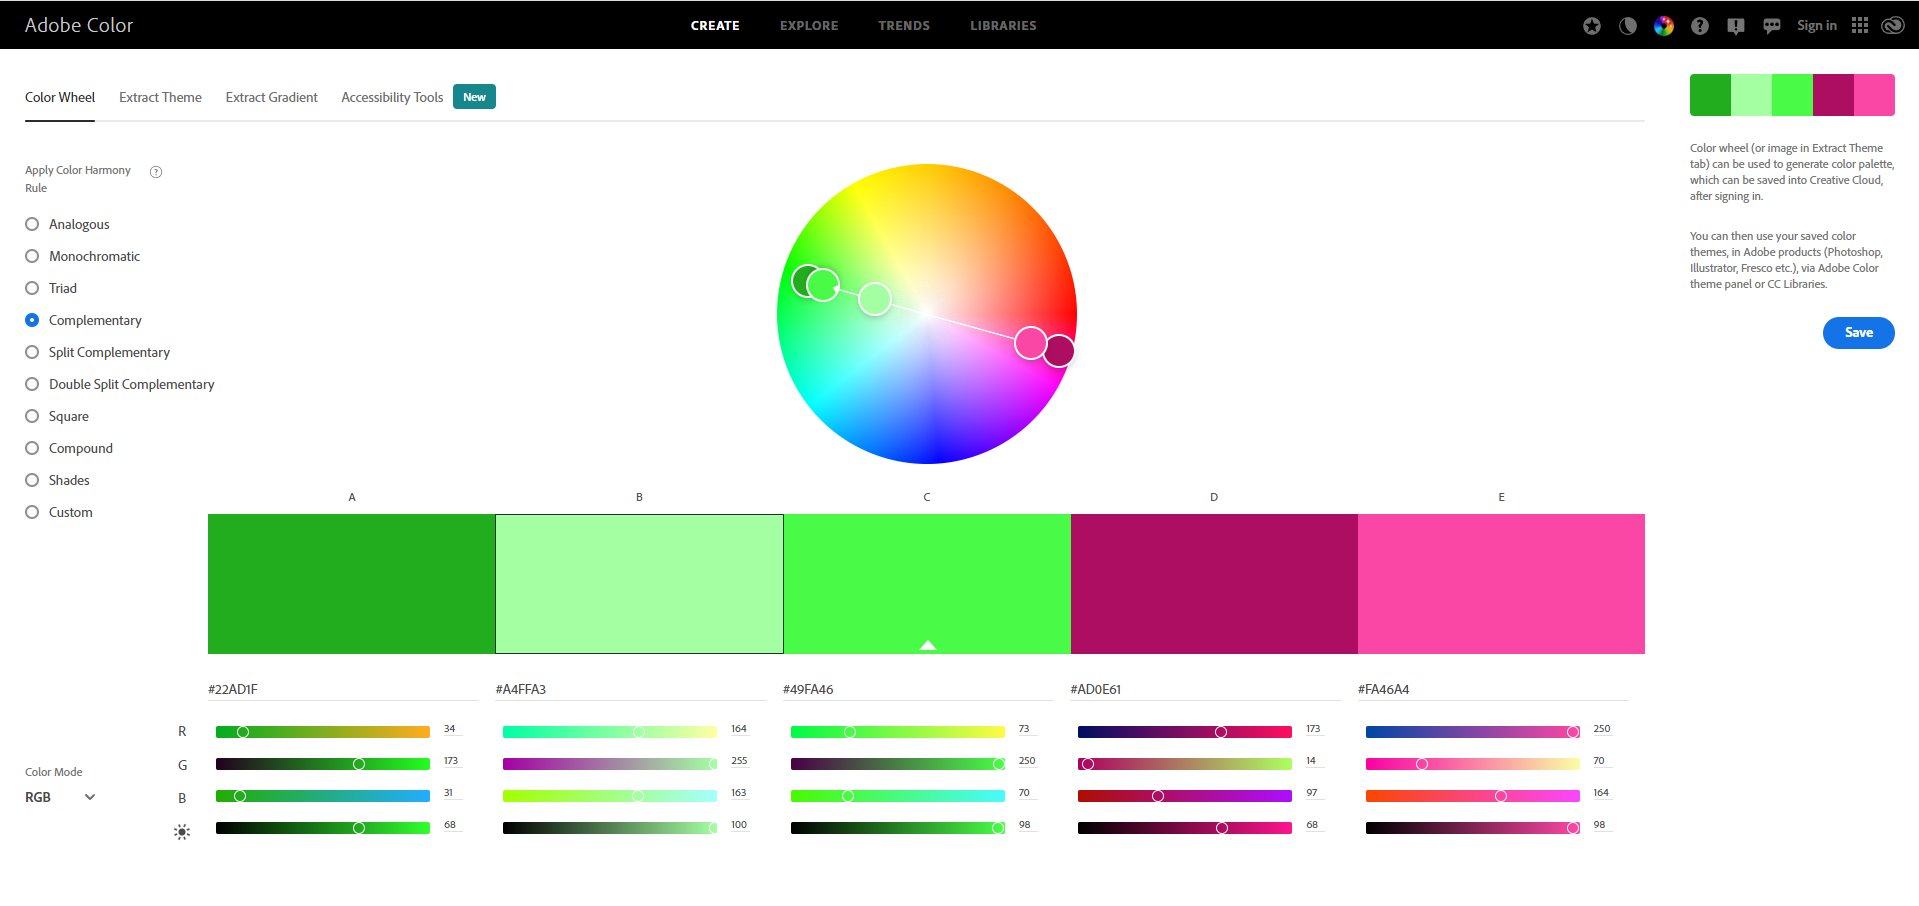 Adobe Color
CREATE EXPLORE TRENDS LIBRARIES
Sign in
Color Wheel Extract Theme Extract Gradient Accessibility Tools New
Apply Color Harmony
Rule
?
Analogous
Monochromatic
Triad
Complementary
Split Complementary
Double Split Complementary
Square
Compound
Shades
Custom
Color wheel (or image in Extract Theme
tab) can be used to generate color palette,
which can be saved into Creative Cloud,
after signing in.
You can then use your saved color
themes, in Adobe products (Photoshop,
Illustrator, Fresco etc.), via Adobe Color
theme panel or CC Libraries.
Save
A B C D E
#22AD1F #A4FFA3 #49FA46 #AD0E61 #FA46A4
R 34 164 73 173 250
G 173 255 250 14 70
B 31 163 70 97 164
68 100 98 68 98
Color Mode
RGB